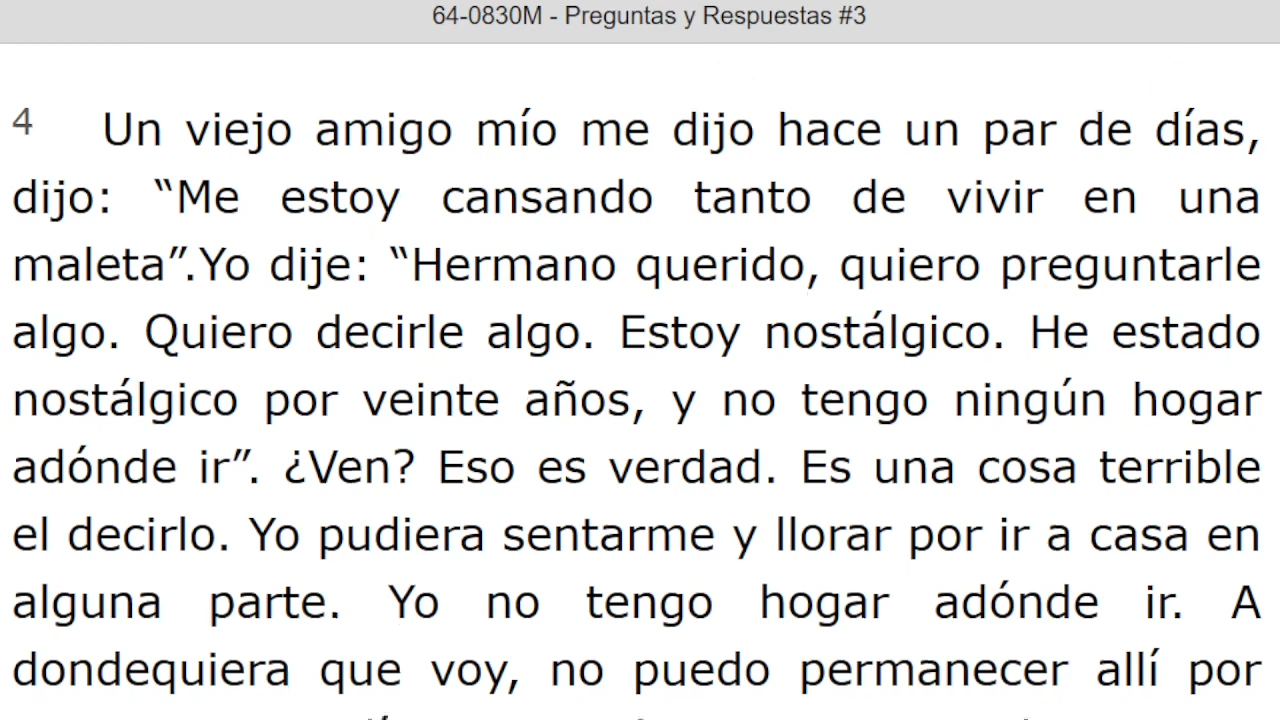 64-0830M - Preguntas y Respuestas #3
4 Un viejo amigo mío me dijo hace un par de días,
dijo: “Me estoy cansando tanto de vivir en una
maleta”.Yo dije: “Hermano querido, quiero preguntarle
algo. Quiero decirle algo. Estoy nostálgico. He estado
nostálgico por veinte años, y no tengo ningún hogar
adónde ir”. ¿Ven? Eso es verdad. Es una cosa terrible
el decirlo. Yo pudiera sentarme y llorar por ir a casa en
alguna parte. Yo no tengo hogar adónde ir. A
dondequiera que voy, no puedo permanecer allí por